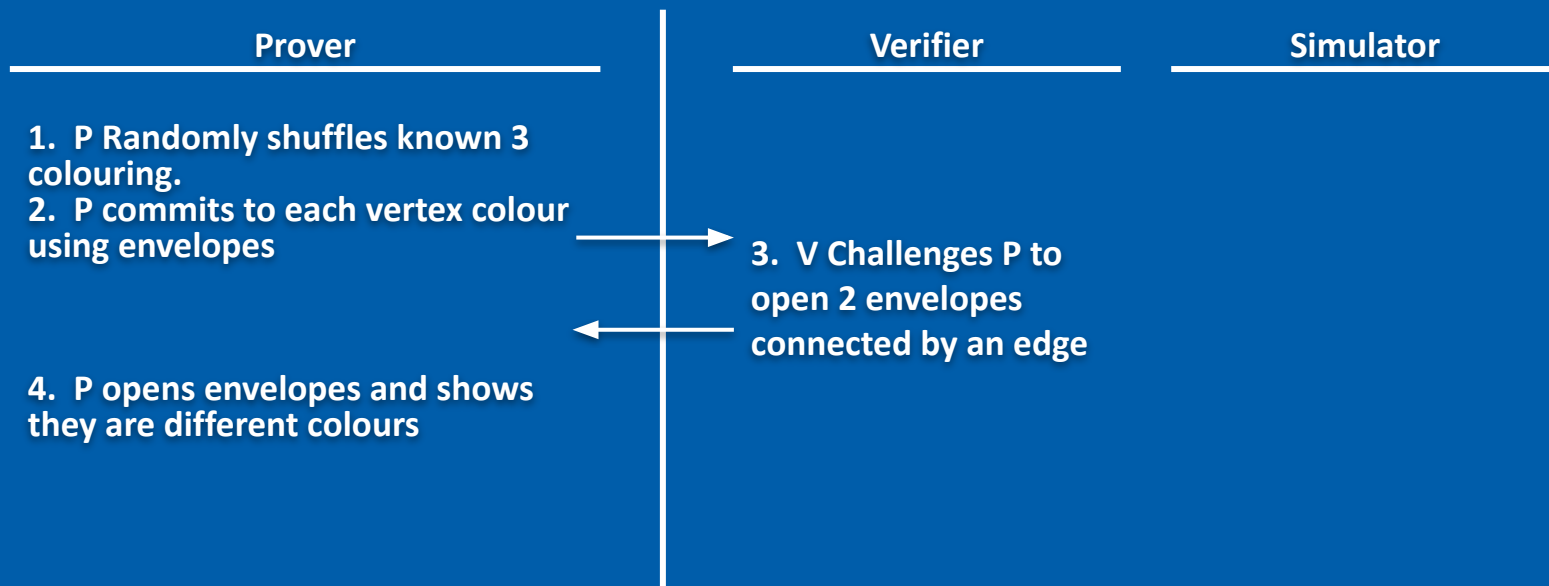 Prover
Verifier
Simulator
1. P Randomly shuffles known 3
colouring.
2. P commits to each vertex colour
using envelopes
3. V Challenges P to
open 2 envelopes
connected by an edge
4. P opens envelopes and shows
they are different colours